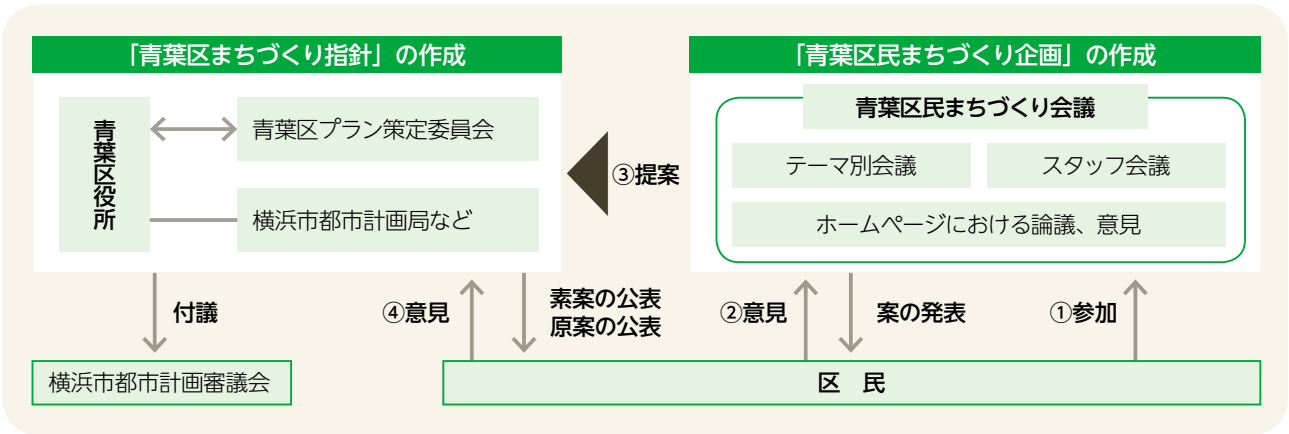 「青葉区まちづくり指針」の作成
青葉区役所
青葉区プラン策定委員会
横浜市都市計画局など
③提案
「青葉区民まちづくり企画」の作成
青葉区民まちづくり会議
テーマ別会議
スタッフ会議
ホームページにおける論議、意見
付議
④意見
素案の公表
原案の公表
②意見
案の発表
①参加
横浜市都市計画審議会
区　民